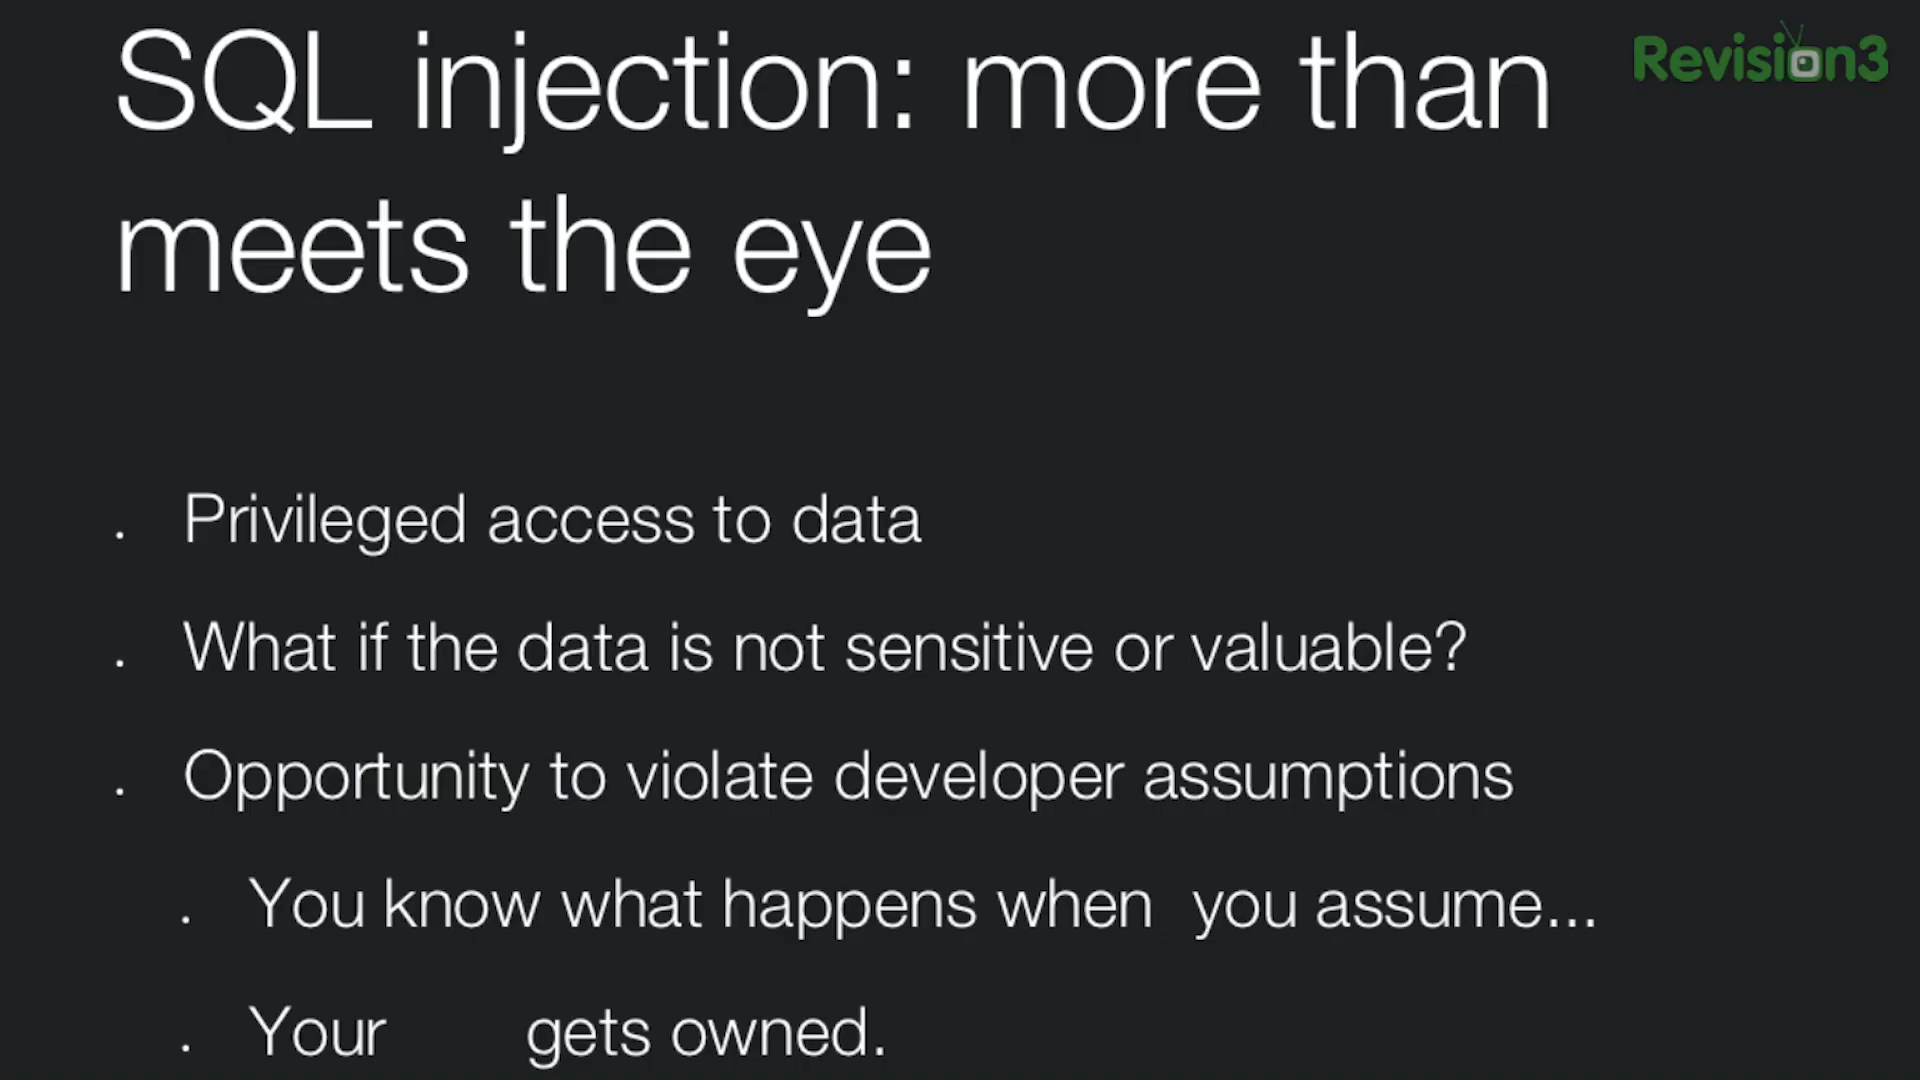 SQL injection: more than
Revision3
meets the eye
. Privileged access to data
. What if the data is not sensitive or valuable?
. Opportunity to violate developer assumptions
. You know what happens when you assume...
. Your gets owned.